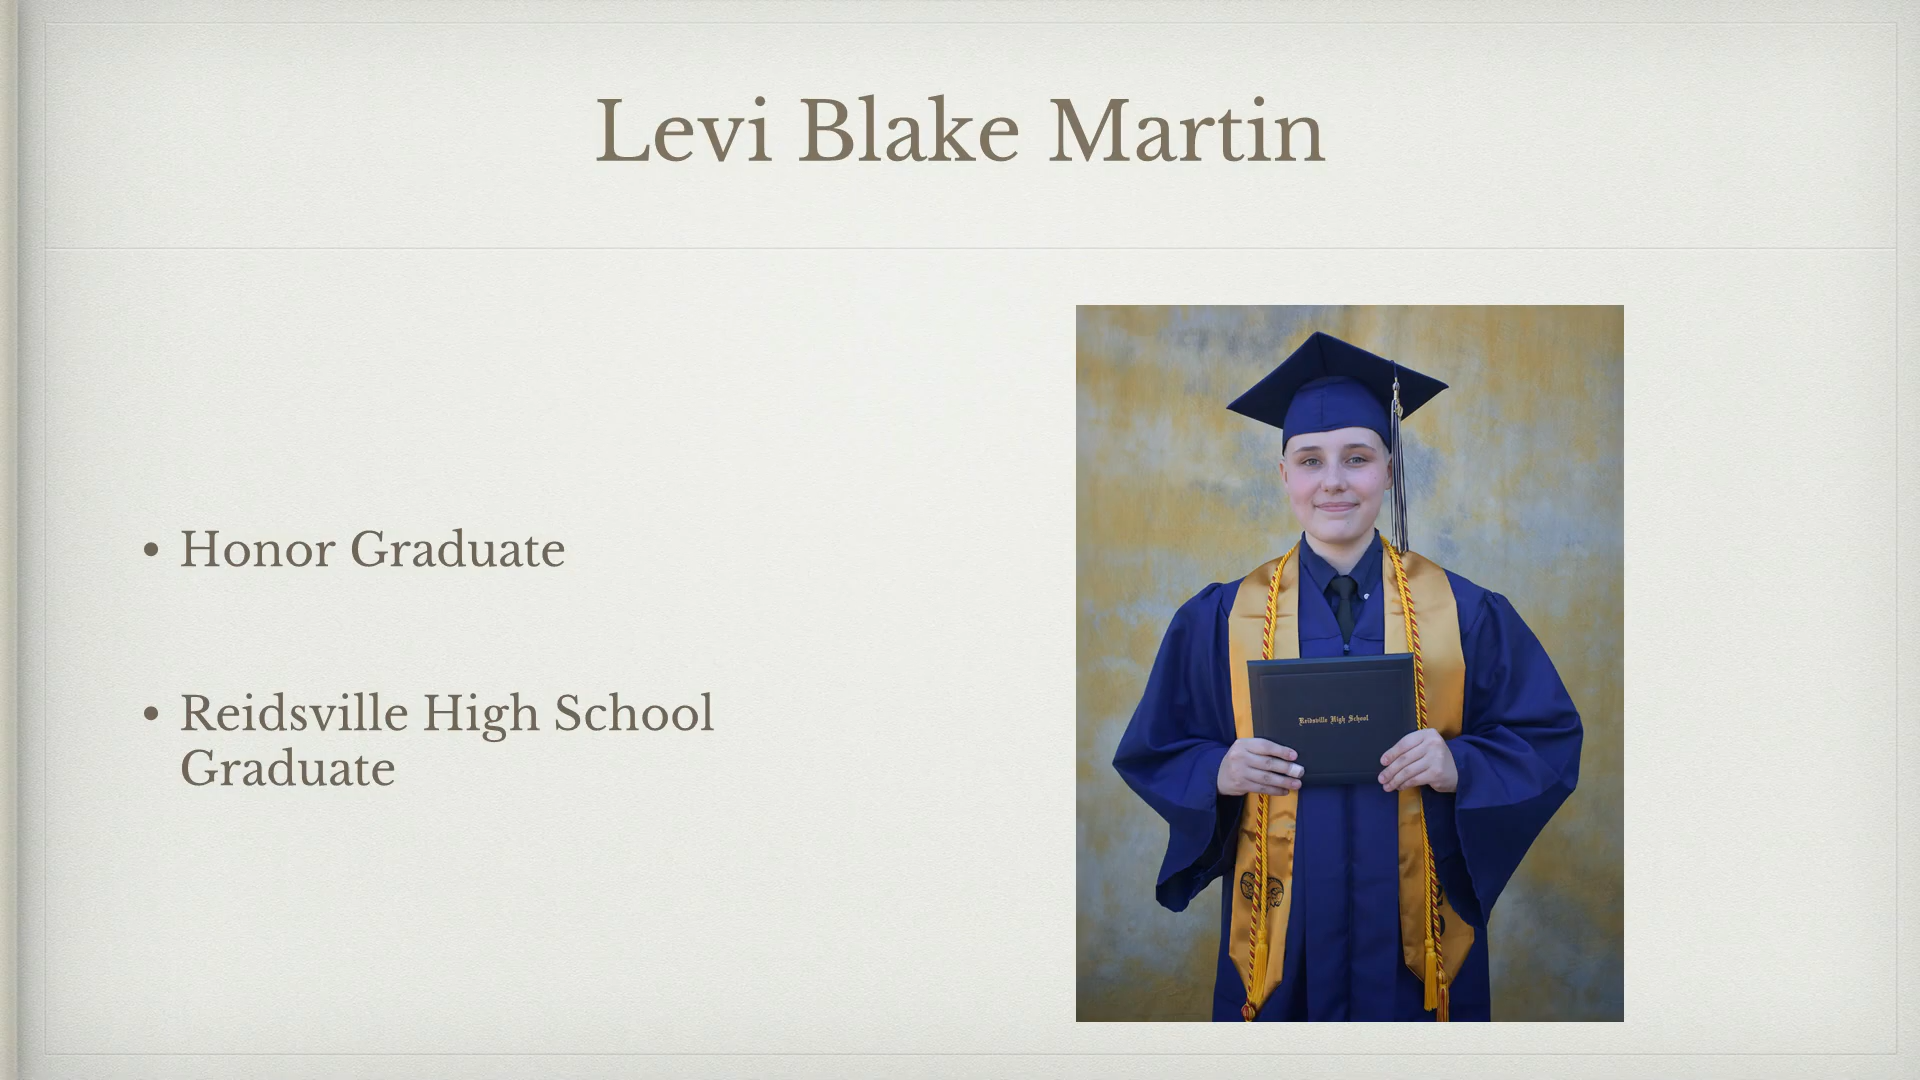 Levi Blake Martin
• Honor Graduate
• Reidsville High School
Graduate
Reidsville High School